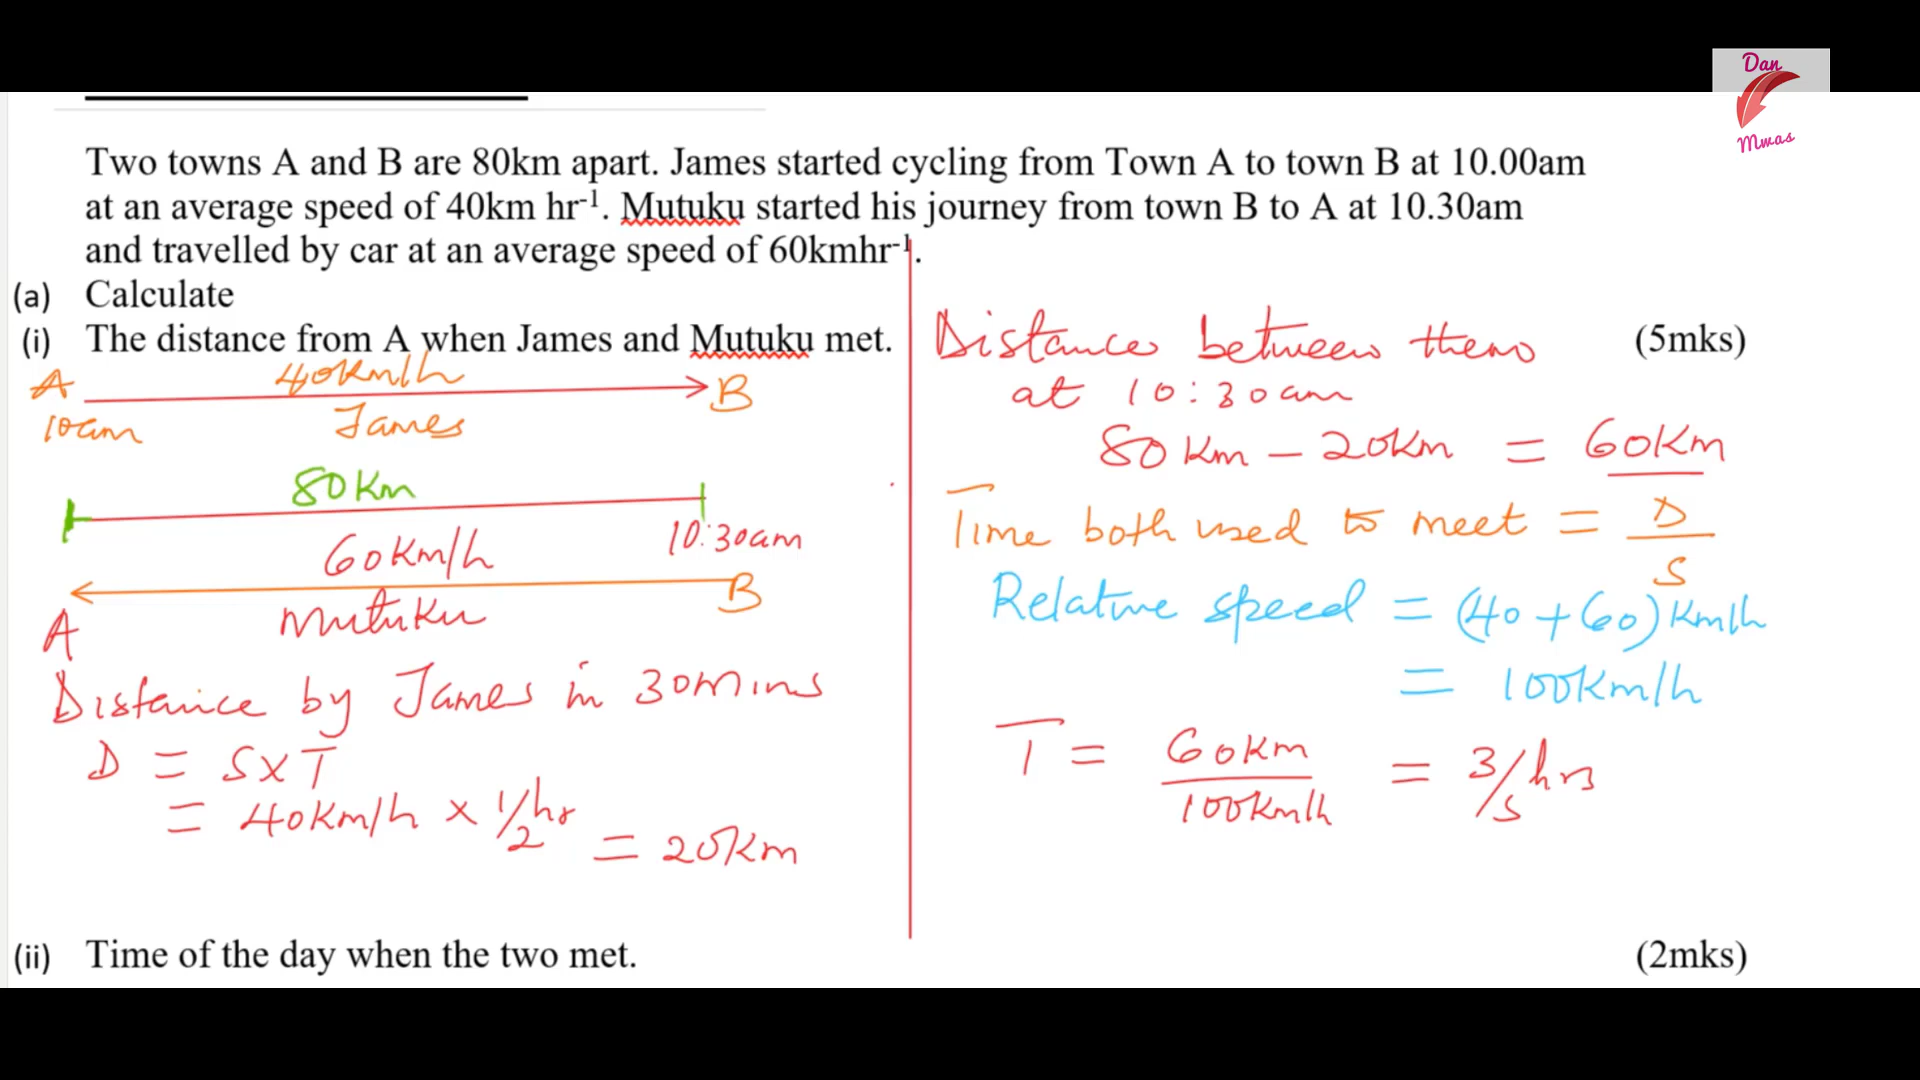 Dan
Mwas
Two towns A and B are 80km apart. James started cycling from Town A to town B at 10.00am
at an average speed of 40km hr⁻¹. Mutuku started his journey from town B to A at 10.30am
and travelled by car at an average speed of 60kmhr⁻¹.
(a) Calculate
(i) The distance from A when James and Mutuku met. (5mks)
A 40km/h B
10am James
80km
60km/h 10:30am
A Mutuku B
Distance by James in 30mins
D = S x T
= 40km/h x 1/2 hr
= 20km
Distance between them
at 10:30am
80km - 20km = 60km
Time both used to meet = D/S
Relative speed = (40 + 60)km/h
= 100km/h
T = 60km/100km/h = 3/5 hrs
(ii) Time of the day when the two met. (2mks)